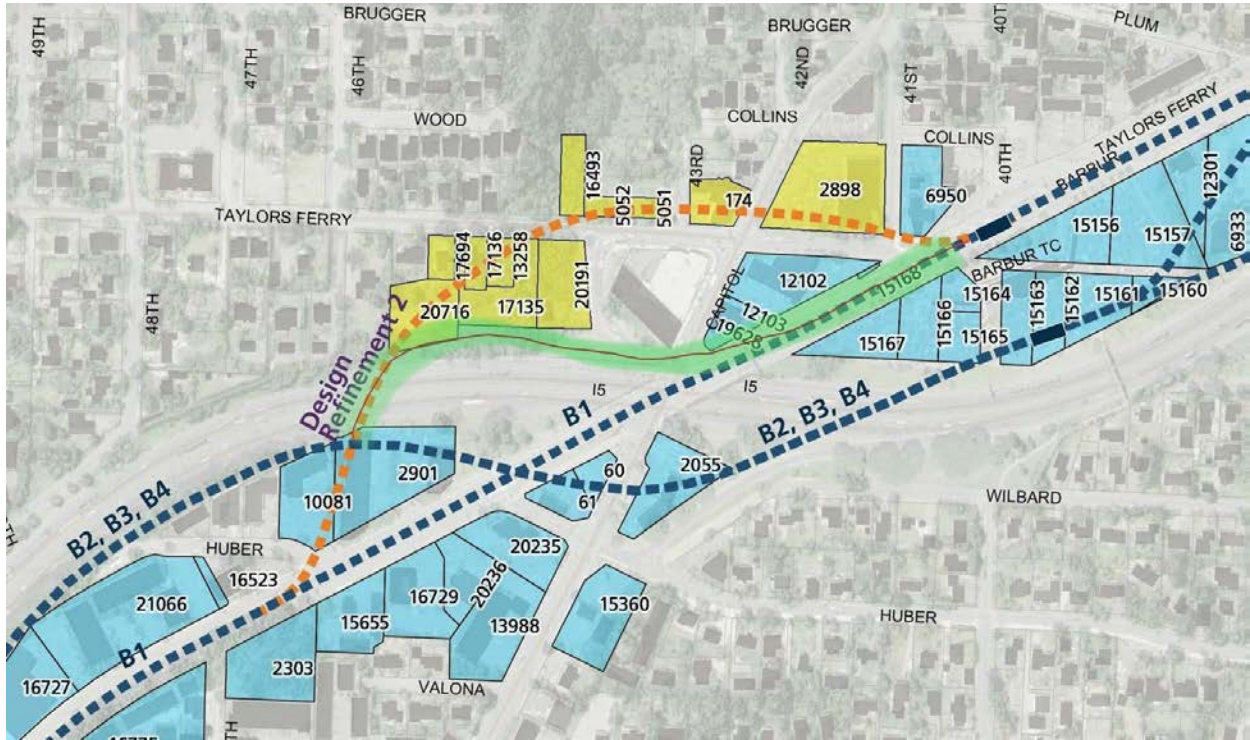 BRUGGER
BRUGGER
PLUM
49TH
47TH
46TH
42ND
41ST
WOOD
COLLINS
COLLINS
40TH
TAYLORS FERRY
BARBUR
16493
5052
5051
43RD
174
2898
6950
12301
TAYLORS FERRY
15156
15157
6933
17694
17136
13258
20191
12102
BARBUR TC
15168
CAPITOL
48TH
20716
17135
12103
19628
15164
15163
15162
15161
15160
15166
15165
15167
Design
Refinement 2
I5
I5
B1
B2, B3, B4
2901
60
2055
10081
61
WILBARD
B2, B3, B4
HUBER
16523
20235
21066
16729
20236
15360
HUBER
15655
13988
B1
2303
16727
VALONA
TH